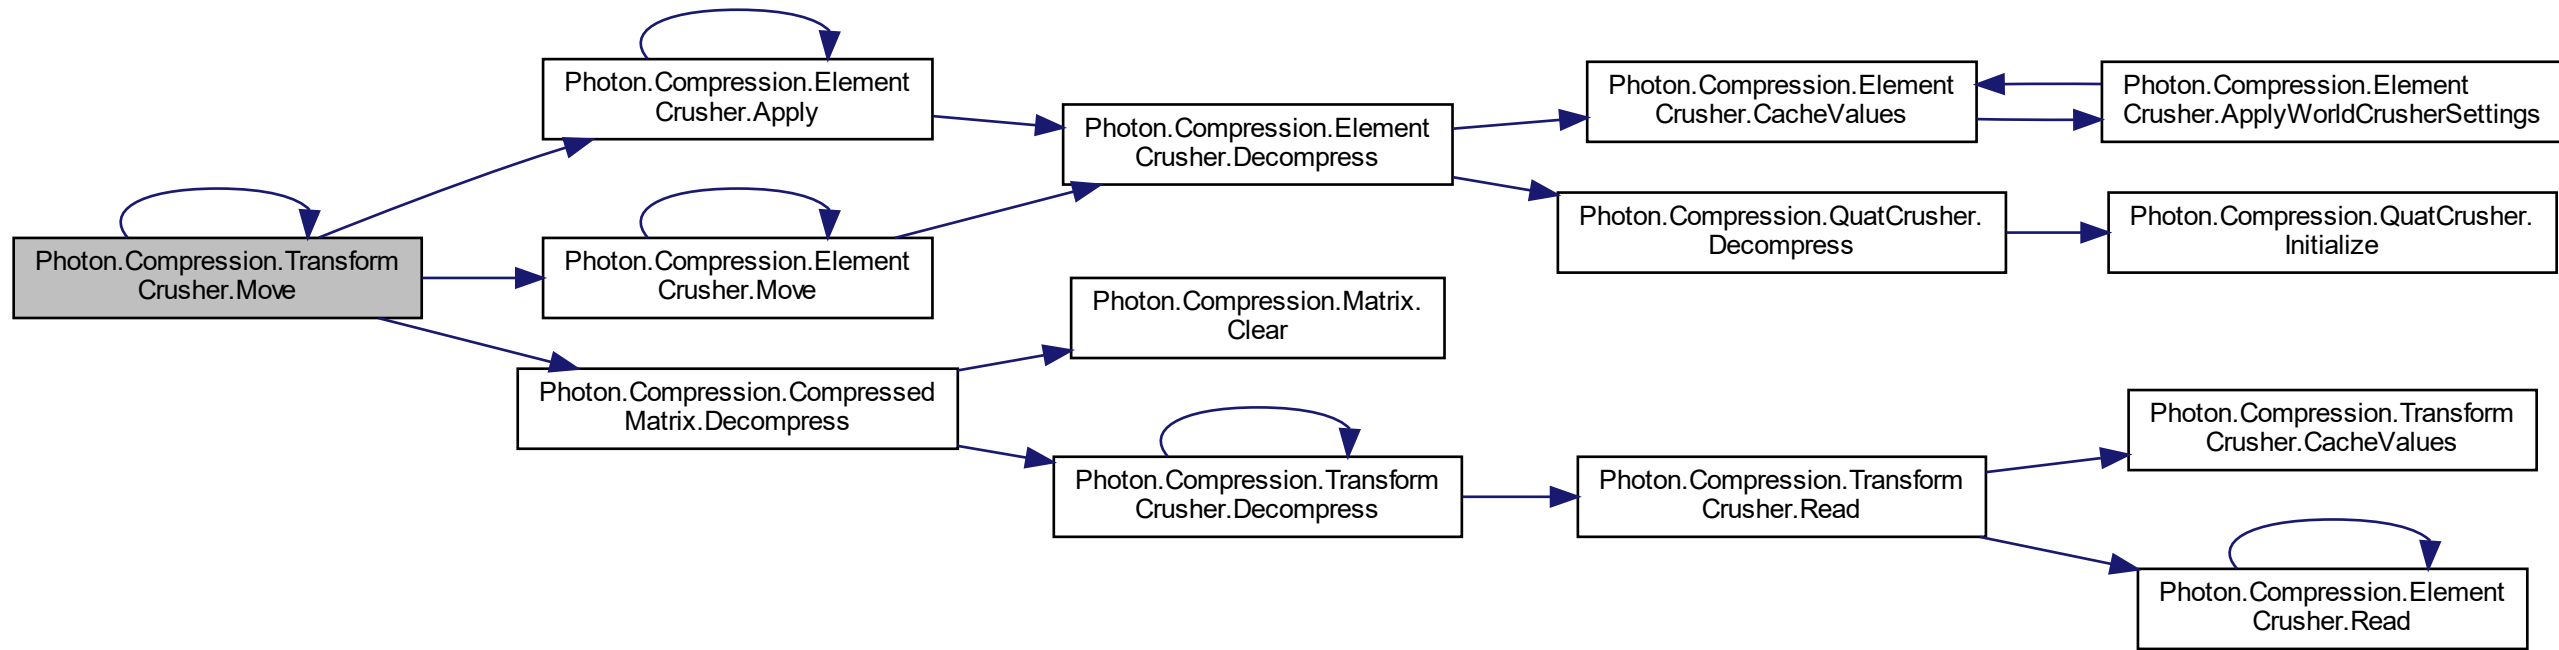 Photon.Compression.Transform
Crusher.Move
Photon.Compression.Element
Crusher.Apply
Photon.Compression.Element
Crusher.Move
Photon.Compression.Compressed
Matrix.Decompress
Photon.Compression.Element
Crusher.Decompress
Photon.Compression.Matrix.
Clear
Photon.Compression.Transform
Crusher.Decompress
Photon.Compression.Element
Crusher.CacheValues
Photon.Compression.QuatCrusher.
Decompress
Photon.Compression.Transform
Crusher.Read
Photon.Compression.Element
Crusher.ApplyWorldCrusherSettings
Photon.Compression.QuatCrusher.
Initialize
Photon.Compression.Transform
Crusher.CacheValues
Photon.Compression.Element
Crusher.Read